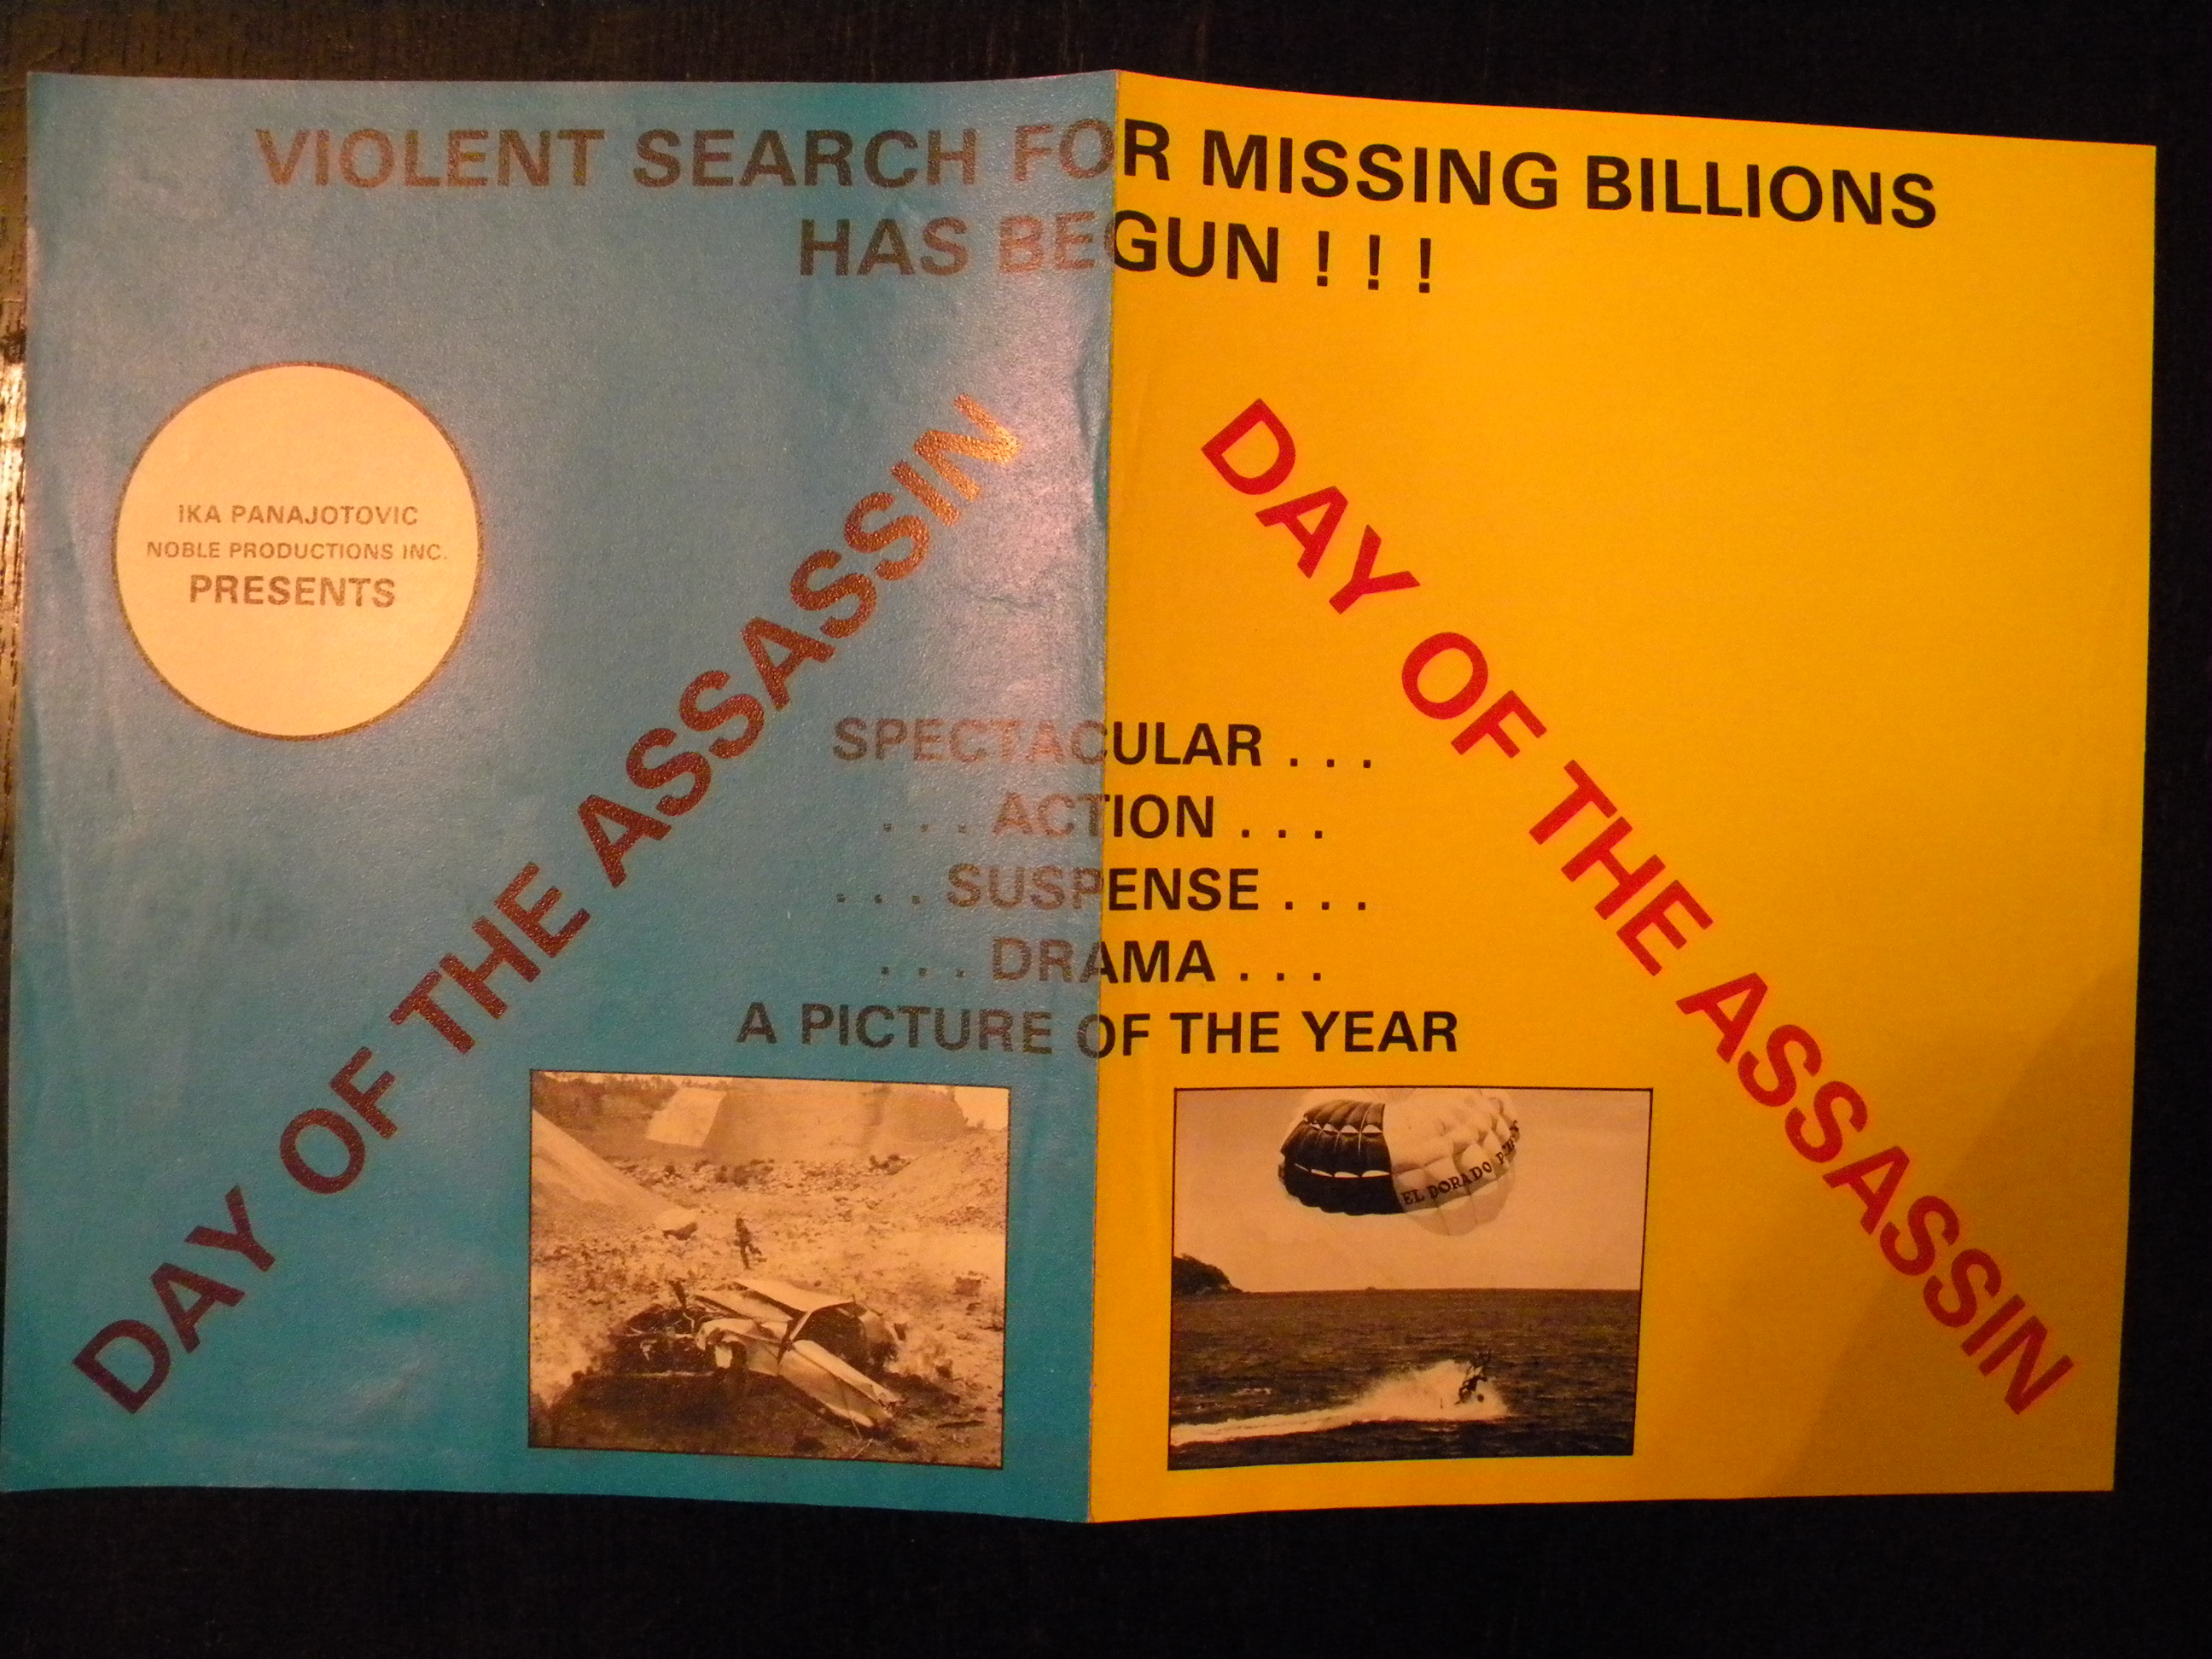 VIOLENT SEARCH FOR MISSING BILLIONS
HAS BEGUN ! ! !
IKA PANAJOTOVIC
NOBLE PRODUCTIONS INC.
PRESENTS
DAY OF THE ASSASSIN
DAY OF THE ASSASSIN
SPECTACULAR . . .
. . . ACTION . . .
. . . SUSPENSE . . .
. . . DRAMA . . .
A PICTURE OF THE YEAR
EL DORADO